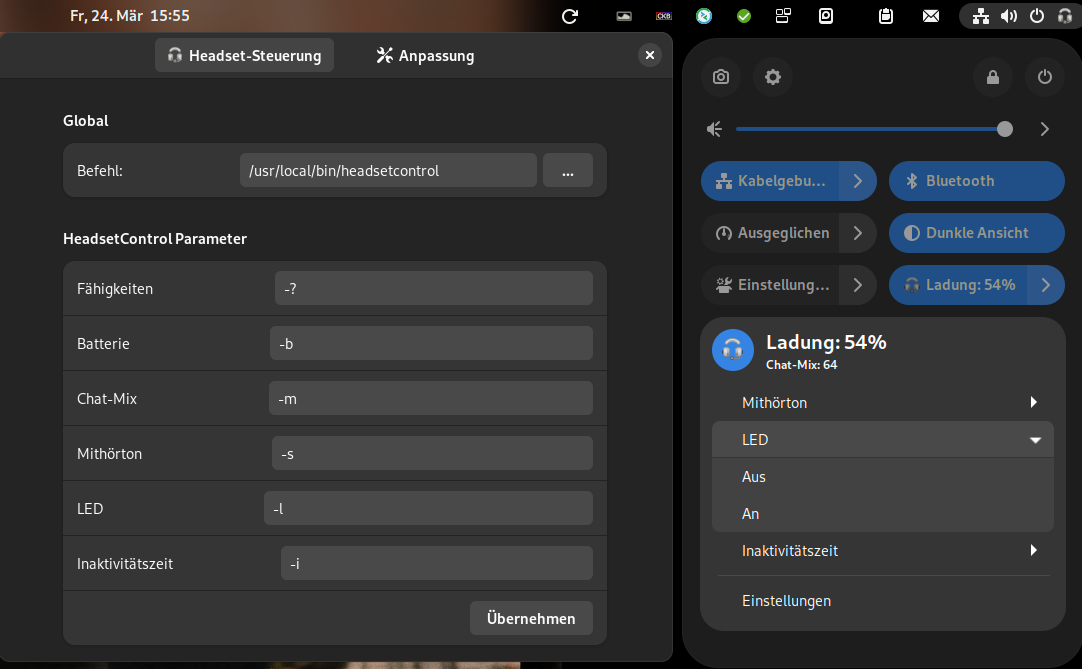 Fr, 24. Mär 15:55
CKB
Headset-Steuerung
Anpassung
Global
Befehl: /usr/local/bin/headsetcontrol ...
HeadsetControl Parameter
Fähigkeiten -?
Batterie -b
Chat-Mix -m
Mithörton -s
LED -l
Inaktivitätszeit -i
Übernehmen
Kabelgebu...
Bluetooth
Ausgeglichen
Dunkle Ansicht
Einstellung...
Ladung: 54%
Ladung: 54%
Chat-Mix: 64
Mithörton
LED
Aus
An
Inaktivitätszeit
Einstellungen